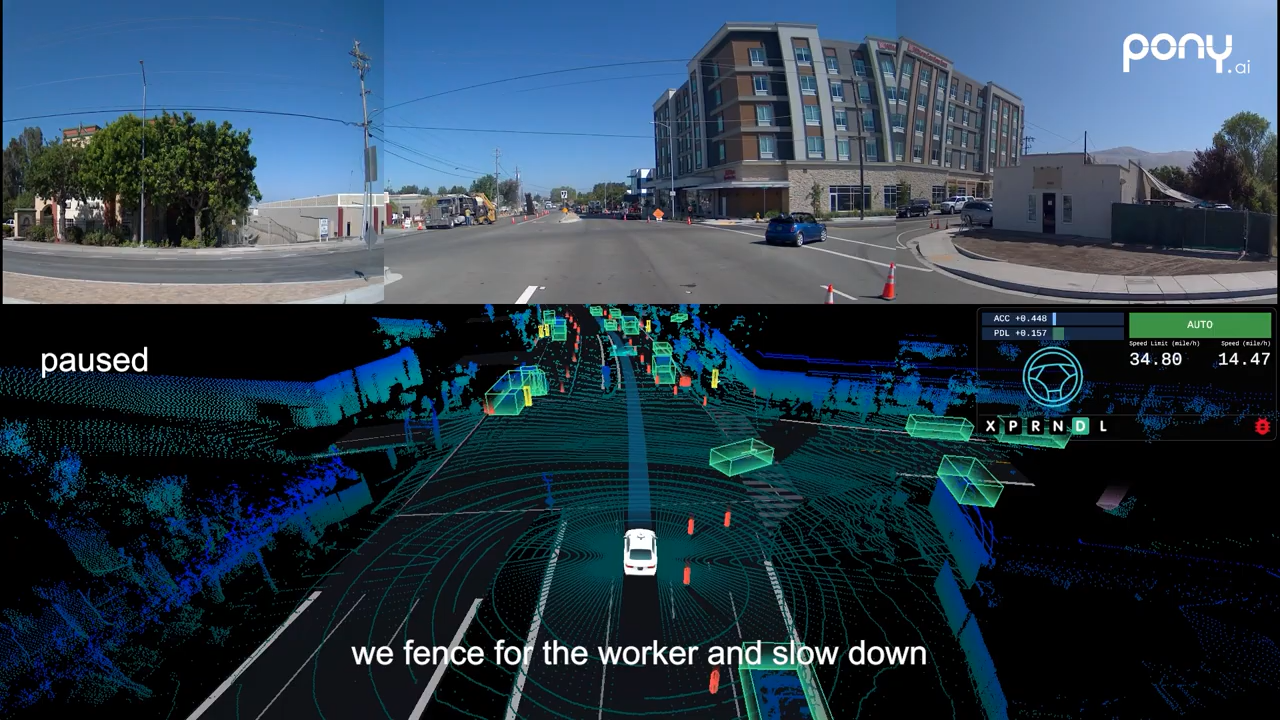 pony.ai
paused
ACC +0.448
PDL +0.157
AUTO
Speed Limit (mile/h)
Speed (mile/h)
34.80
14.47
X P R N D L
we fence for the worker and slow down